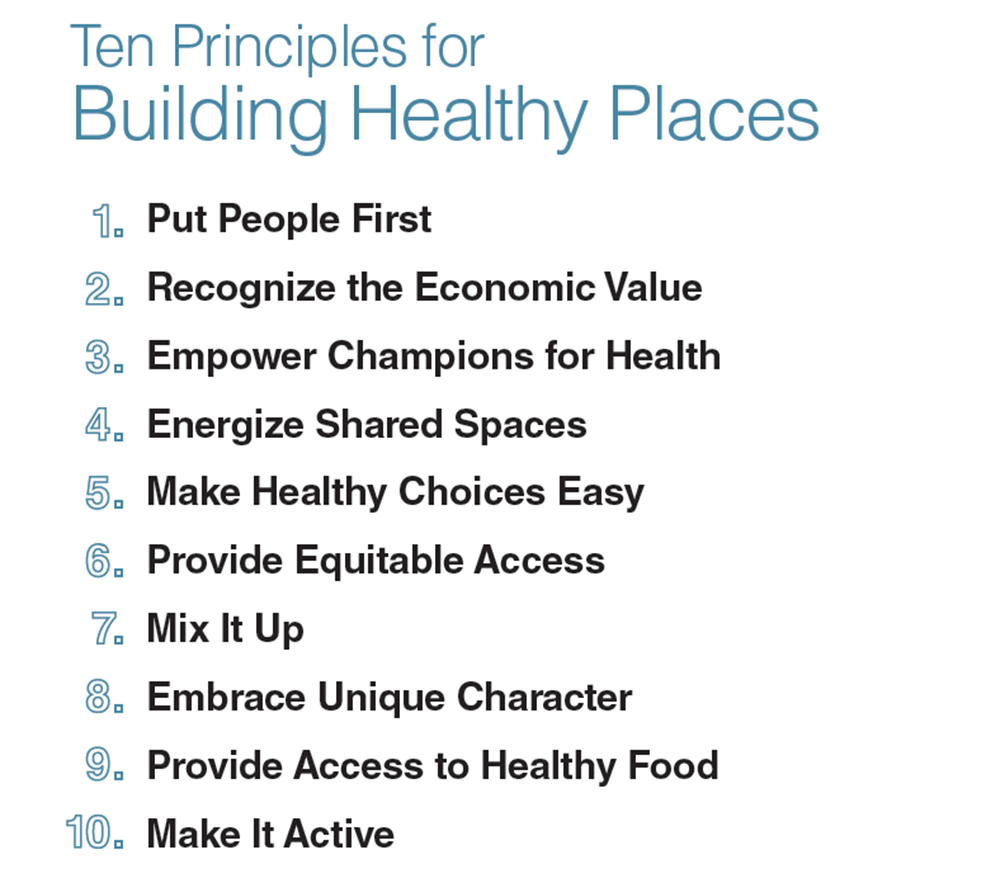 Ten Principles for
Building Healthy Places
1. Put People First
2. Recognize the Economic Value
3. Empower Champions for Health
4. Energize Shared Spaces
5. Make Healthy Choices Easy
6. Provide Equitable Access
7. Mix It Up
8. Embrace Unique Character
9. Provide Access to Healthy Food
10. Make It Active